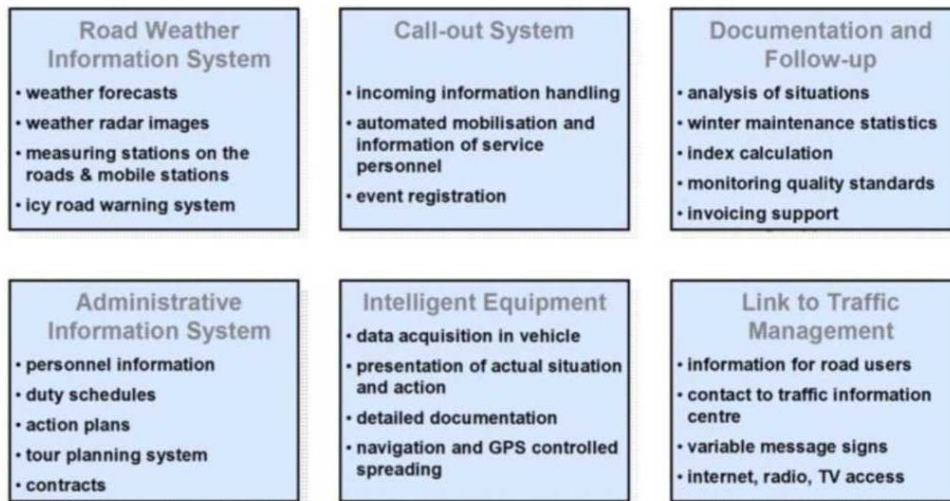 Road Weather
Information System
• weather forecasts
• weather radar images
• measuring stations on the
roads & mobile stations
• icy road warning system
Call-out System
• incoming information handling
• automated mobilisation and
information of service
personnel
• event registration
Documentation and
Follow-up
• analysis of situations
• winter maintenance statistics
• index calculation
• monitoring quality standards
• invoicing support
Administrative
Information System
• personnel information
• duty schedules
• action plans
• tour planning system
• contracts
Intelligent Equipment
• data acquisition in vehicle
• presentation of actual situation
and action
• detailed documentation
• navigation and GPS controlled
spreading
Link to Traffic
Management
• information for road users
• contact to traffic information
centre
• variable message signs
• internet, radio, TV access